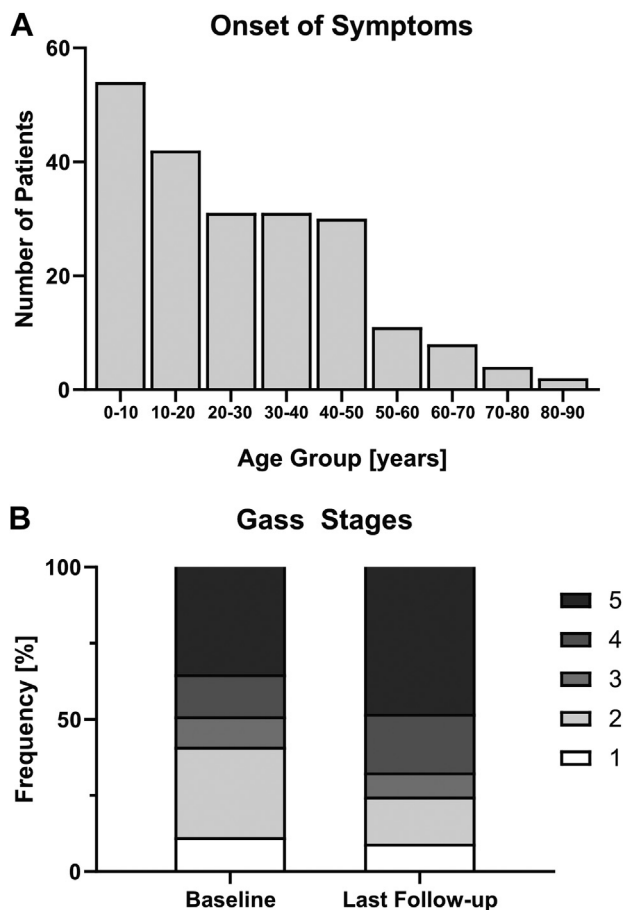 A
Onset of Symptoms
Number of Patients
60
40
20
0
0-10 10-20 20-30 30-40 40-50 50-60 60-70 70-80 80-90
Age Group [years]
B
Gass Stages
Frequency [%]
100
50
0
Baseline Last Follow-up
5
4
3
2
1